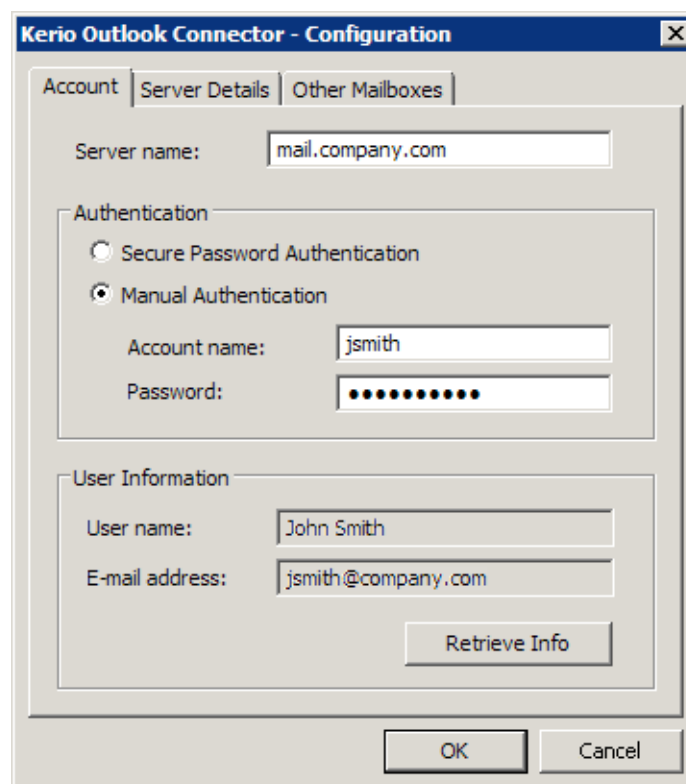 Kerio Outlook Connector - Configuration
Account Server Details Other Mailboxes
Server name: mail.company.com
Authentication
Secure Password Authentication
Manual Authentication
Account name: jsmith
Password: ●●●●●●●●●●
User Information
User name: John Smith
E-mail address: jsmith@company.com
Retrieve Info
OK Cancel